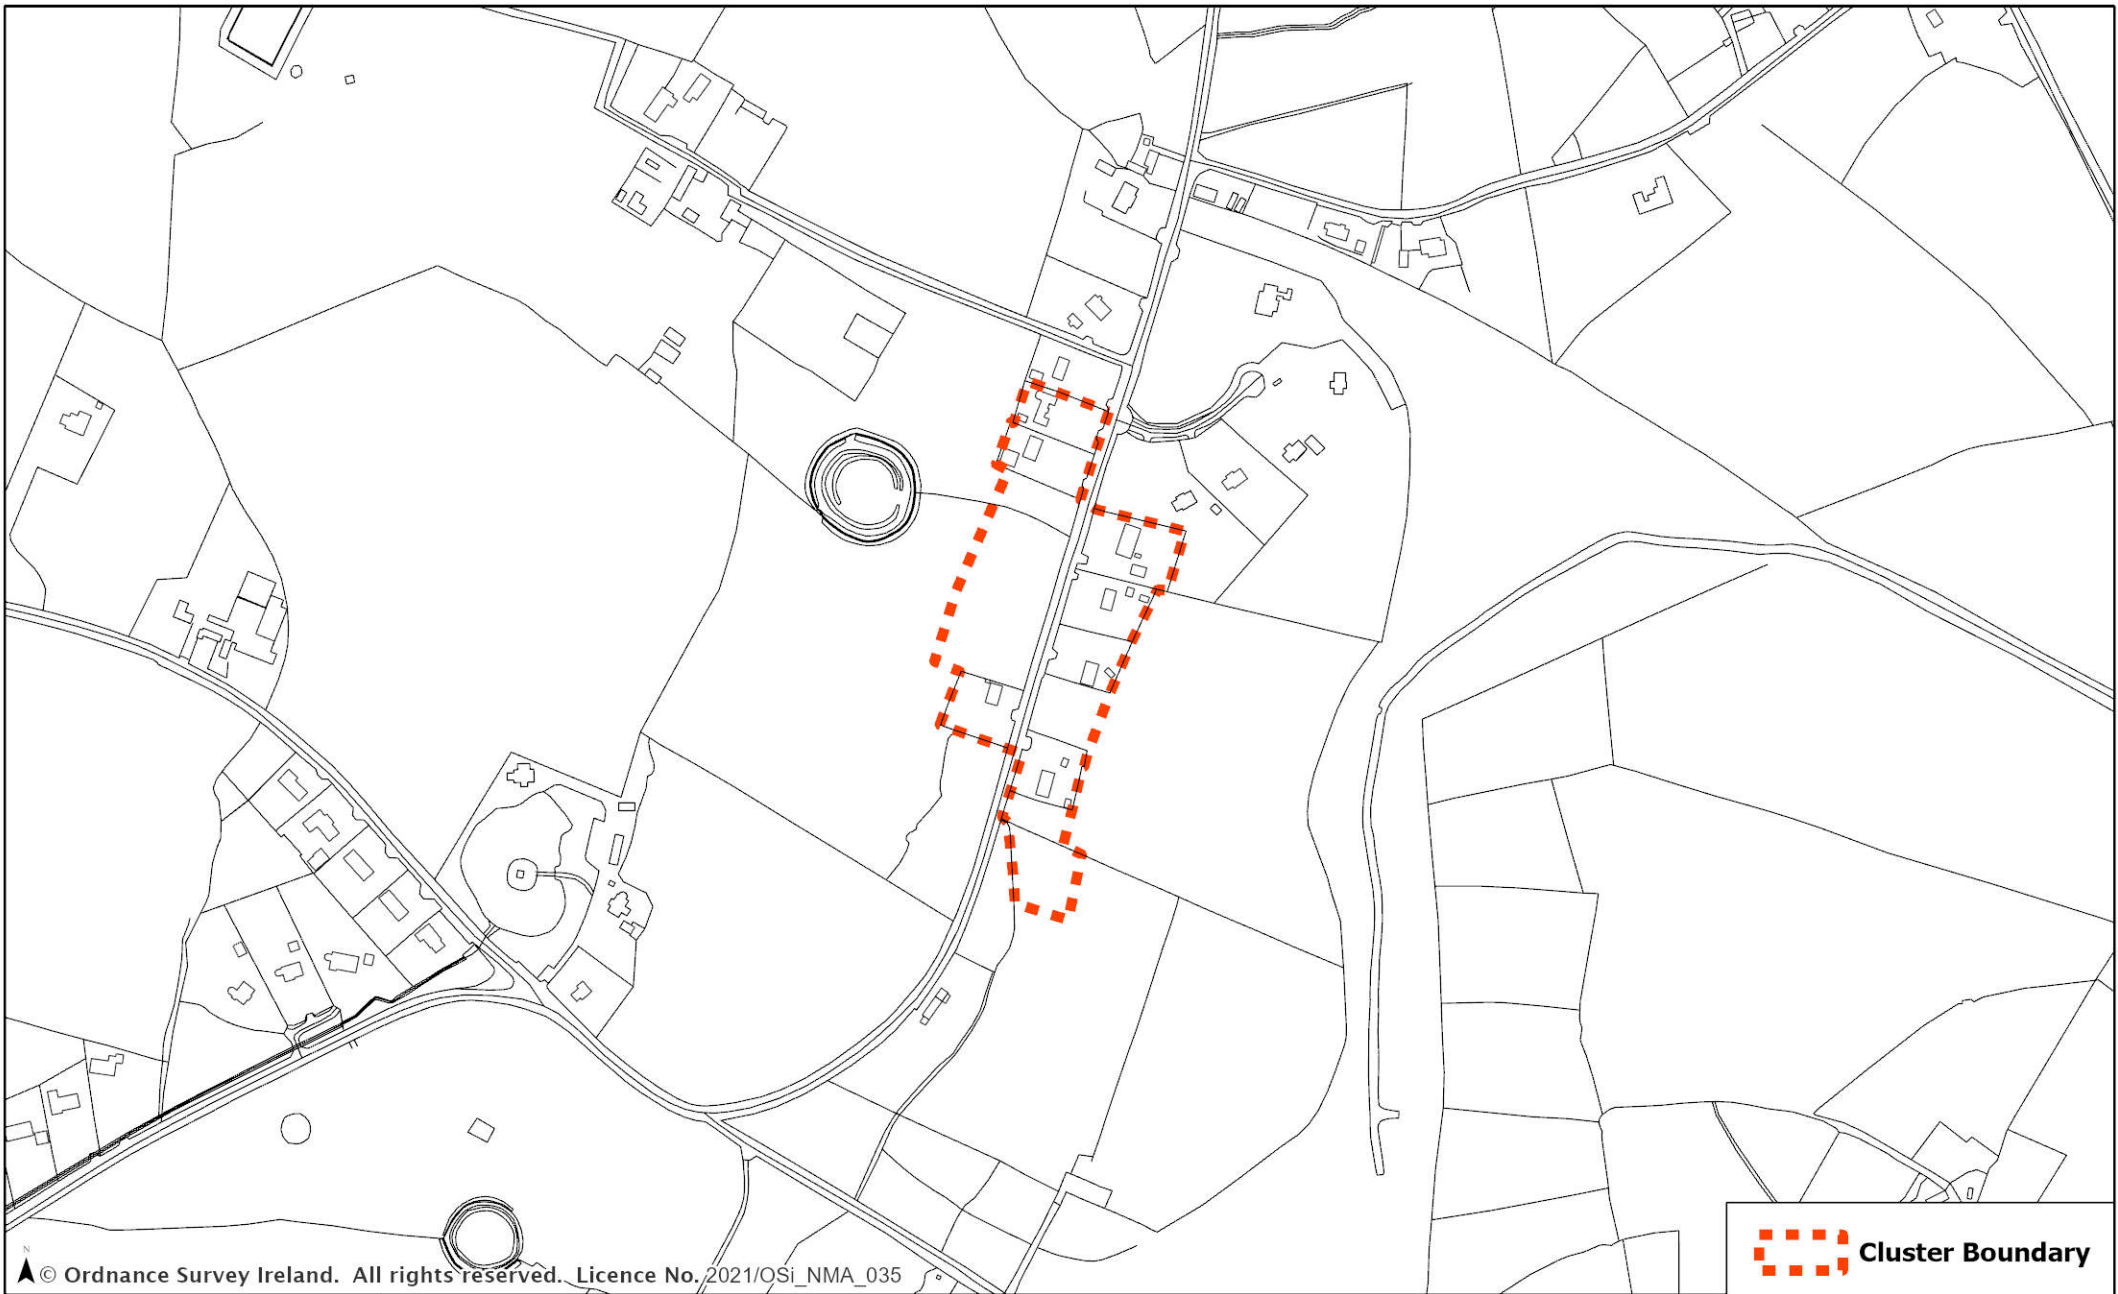 Cluster Boundary
N
© Ordnance Survey Ireland. All rights reserved. Licence No. 2021/OSi_NMA_035